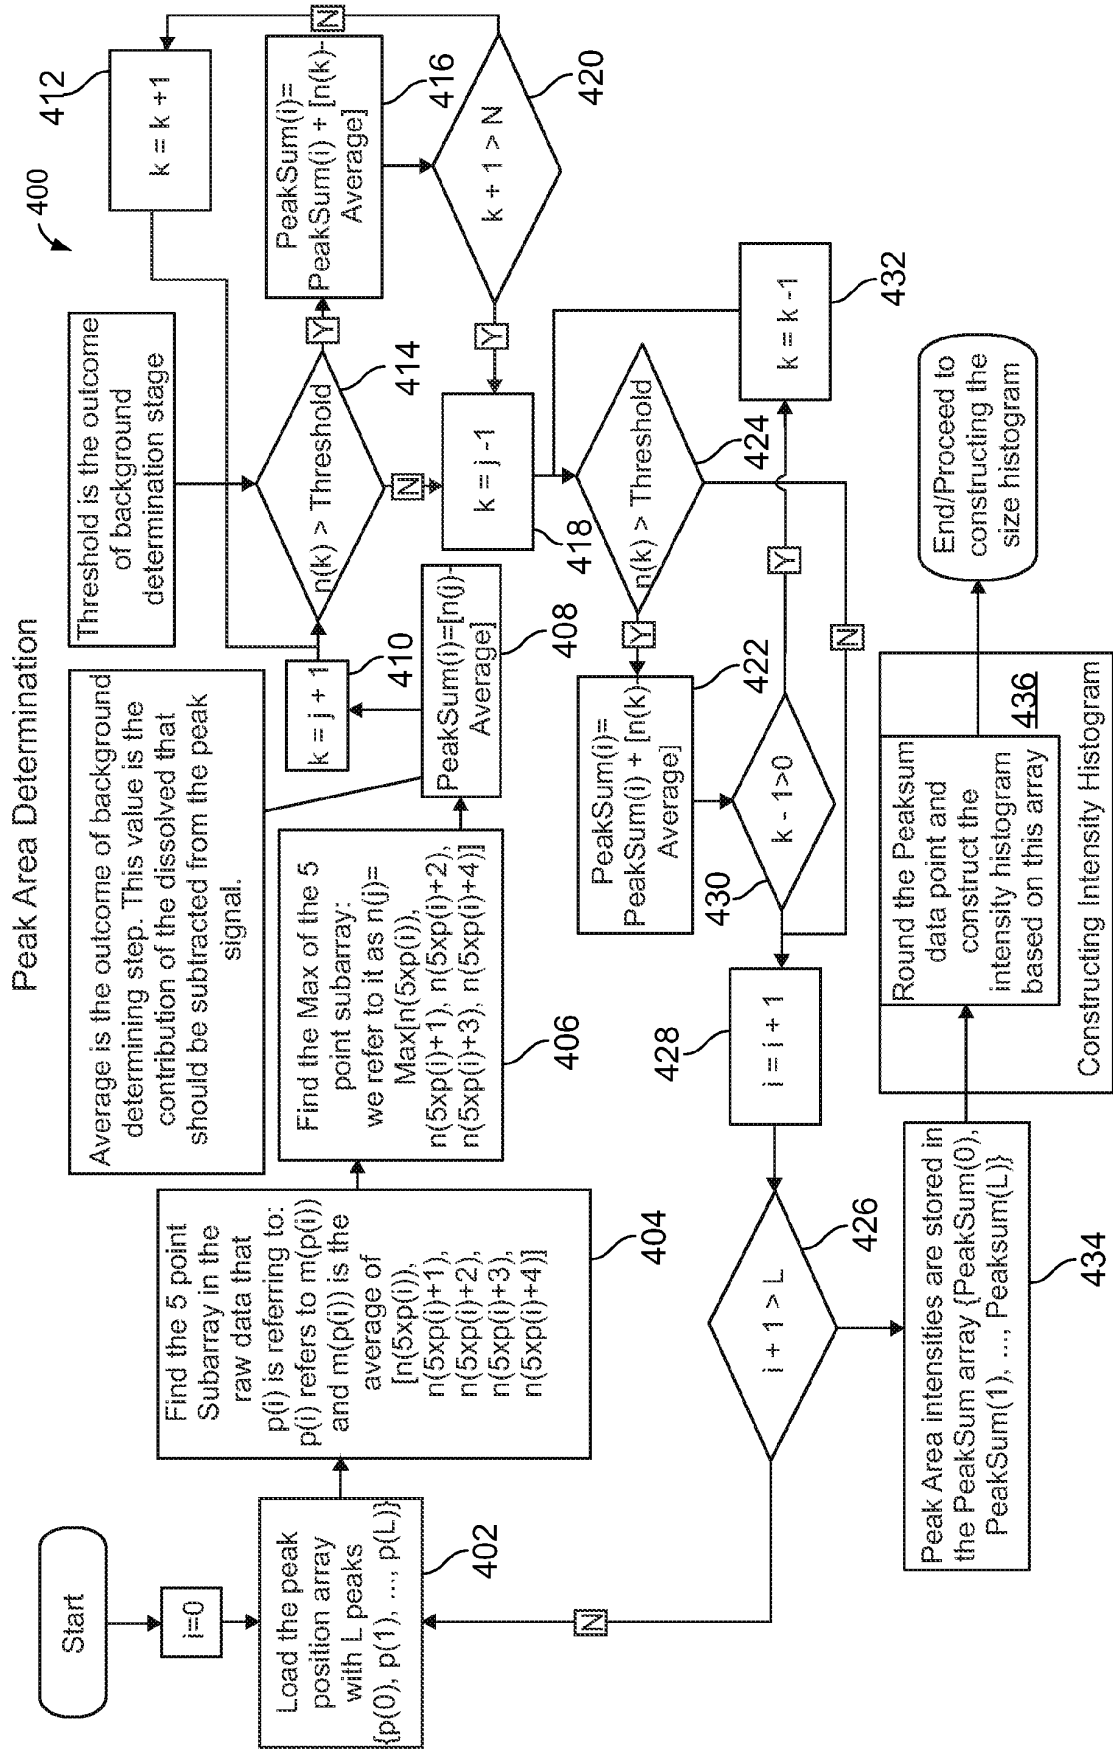 Peak Area Determination
400
Start
i=0
Load the peak
position array
with L peaks
{p(0), p(1), ..., p(L)}
402
Find the 5 point
Subarray in the
raw data that
p(i) is referring to:
p(i) refers to m(p(i))
and m(p(i)) is the
average of
[n(5xp(i)),
n(5xp(i)+1),
n(5xp(i)+2),
n(5xp(i)+3),
n(5xp(i)+4)]
404
Average is the outcome of background
determining step. This value is the
contribution of the dissolved that
should be subtracted from the peak
signal.
Find the Max of the 5
point subarray:
we refer to it as n(j)=
Max[n(5xp(i)),
n(5xp(i)+1), n(5xp(i)+2),
n(5xp(i)+3), n(5xp(i)+4)]
406
PeakSum(i)=[n(j)-
Average]
408
k = j + 1
410
Threshold is the outcome
of background
determination stage
n(k) > Threshold
414
Y
N
k = k +1
412
PeakSum(i)=
PeakSum(i) + [n(k)-
Average]
416
k + 1 > N
420
N
Y
k = j -1
418
n(k) > Threshold
424
Y
N
PeakSum(i)=
PeakSum(i) + [n(k)-
Average]
422
k - 1>0
430
Y
k = k -1
432
i = i + 1
428
i + 1 > L
426
N
Peak Area intensities are stored in
the PeakSum array {PeakSum(0),
PeakSum(1), ..., Peaksum(L)}
434
Round the Peaksum
data point and
construct the
intensity histogram
based on this array
436
Constructing Intensity Histogram
End/Proceed to
constructing the
size histogram